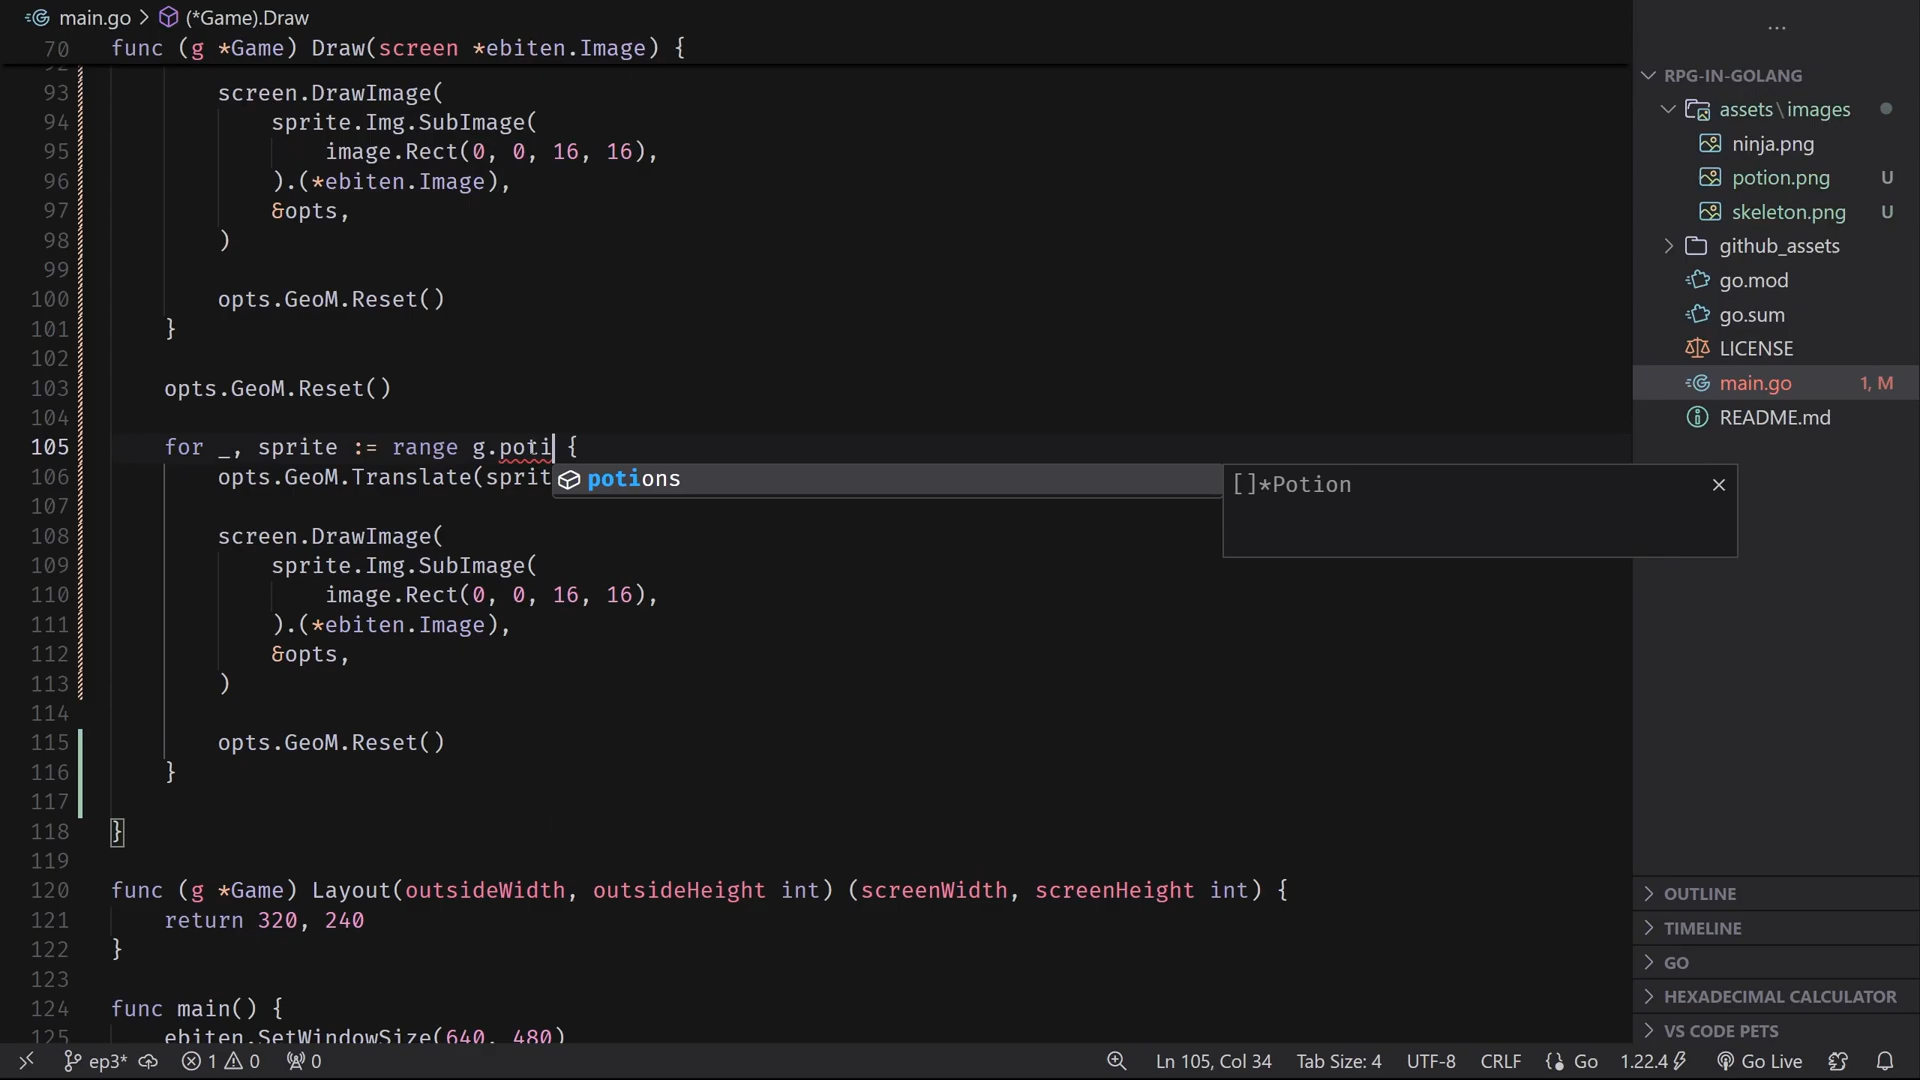 main.go > (*Game).Draw
70 func (g *Game) Draw(screen *ebiten.Image) {
92
93 screen.DrawImage(
94 sprite.Img.SubImage(
95 image.Rect(0, 0, 16, 16),
96 ).(*ebiten.Image),
97 &opts,
98 )
99
100 opts.GeoM.Reset()
101 }
102
103 opts.GeoM.Reset()
104
105 for _, sprite := range g.poti {
106 opts.GeoM.Translate(sprit
potions
[]*Potion
107
108 screen.DrawImage(
109 sprite.Img.SubImage(
110 image.Rect(0, 0, 16, 16),
111 ).(*ebiten.Image),
112 &opts,
113 )
114
115 opts.GeoM.Reset()
116 }
117
118 }
119
120 func (g *Game) Layout(outsideWidth, outsideHeight int) (screenWidth, screenHeight int) {
121 return 320, 240
122 }
123
124 func main() {
125 ebiten.SetWindowSize(640, 480)
...
RPG-IN-GOLANG
assets\images
ninja.png
potion.png U
skeleton.png U
github_assets
go.mod
go.sum
LICENSE
main.go 1, M
README.md
OUTLINE
TIMELINE
GO
HEXADECIMAL CALCULATOR
VS CODE PETS
ep3* 1 0 0 Ln 105, Col 34 Tab Size: 4 UTF-8 CRLF Go 1.22.4 Go Live